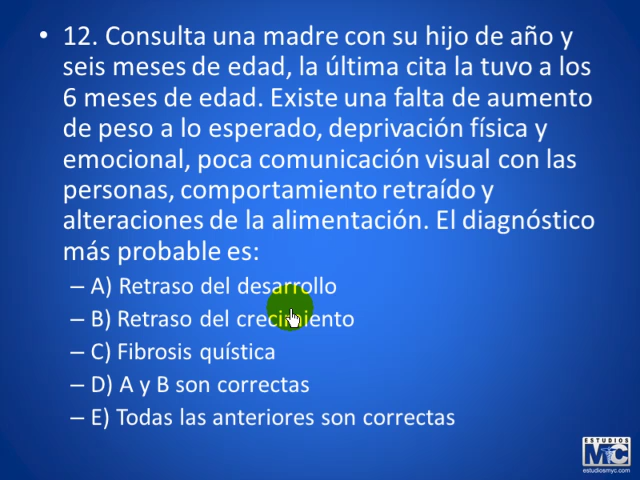 • 12. Consulta una madre con su hijo de año y
seis meses de edad, la última cita la tuvo a los
6 meses de edad. Existe una falta de aumento
de peso a lo esperado, deprivación física y
emocional, poca comunicación visual con las
personas, comportamiento retraído y
alteraciones de la alimentación. El diagnóstico
más probable es:
– A) Retraso del desarrollo
– B) Retraso del crecimiento
– C) Fibrosis quística
– D) A y B son correctas
– E) Todas las anteriores son correctas
ESTUDIOS
MYC
estudiosmyc.com